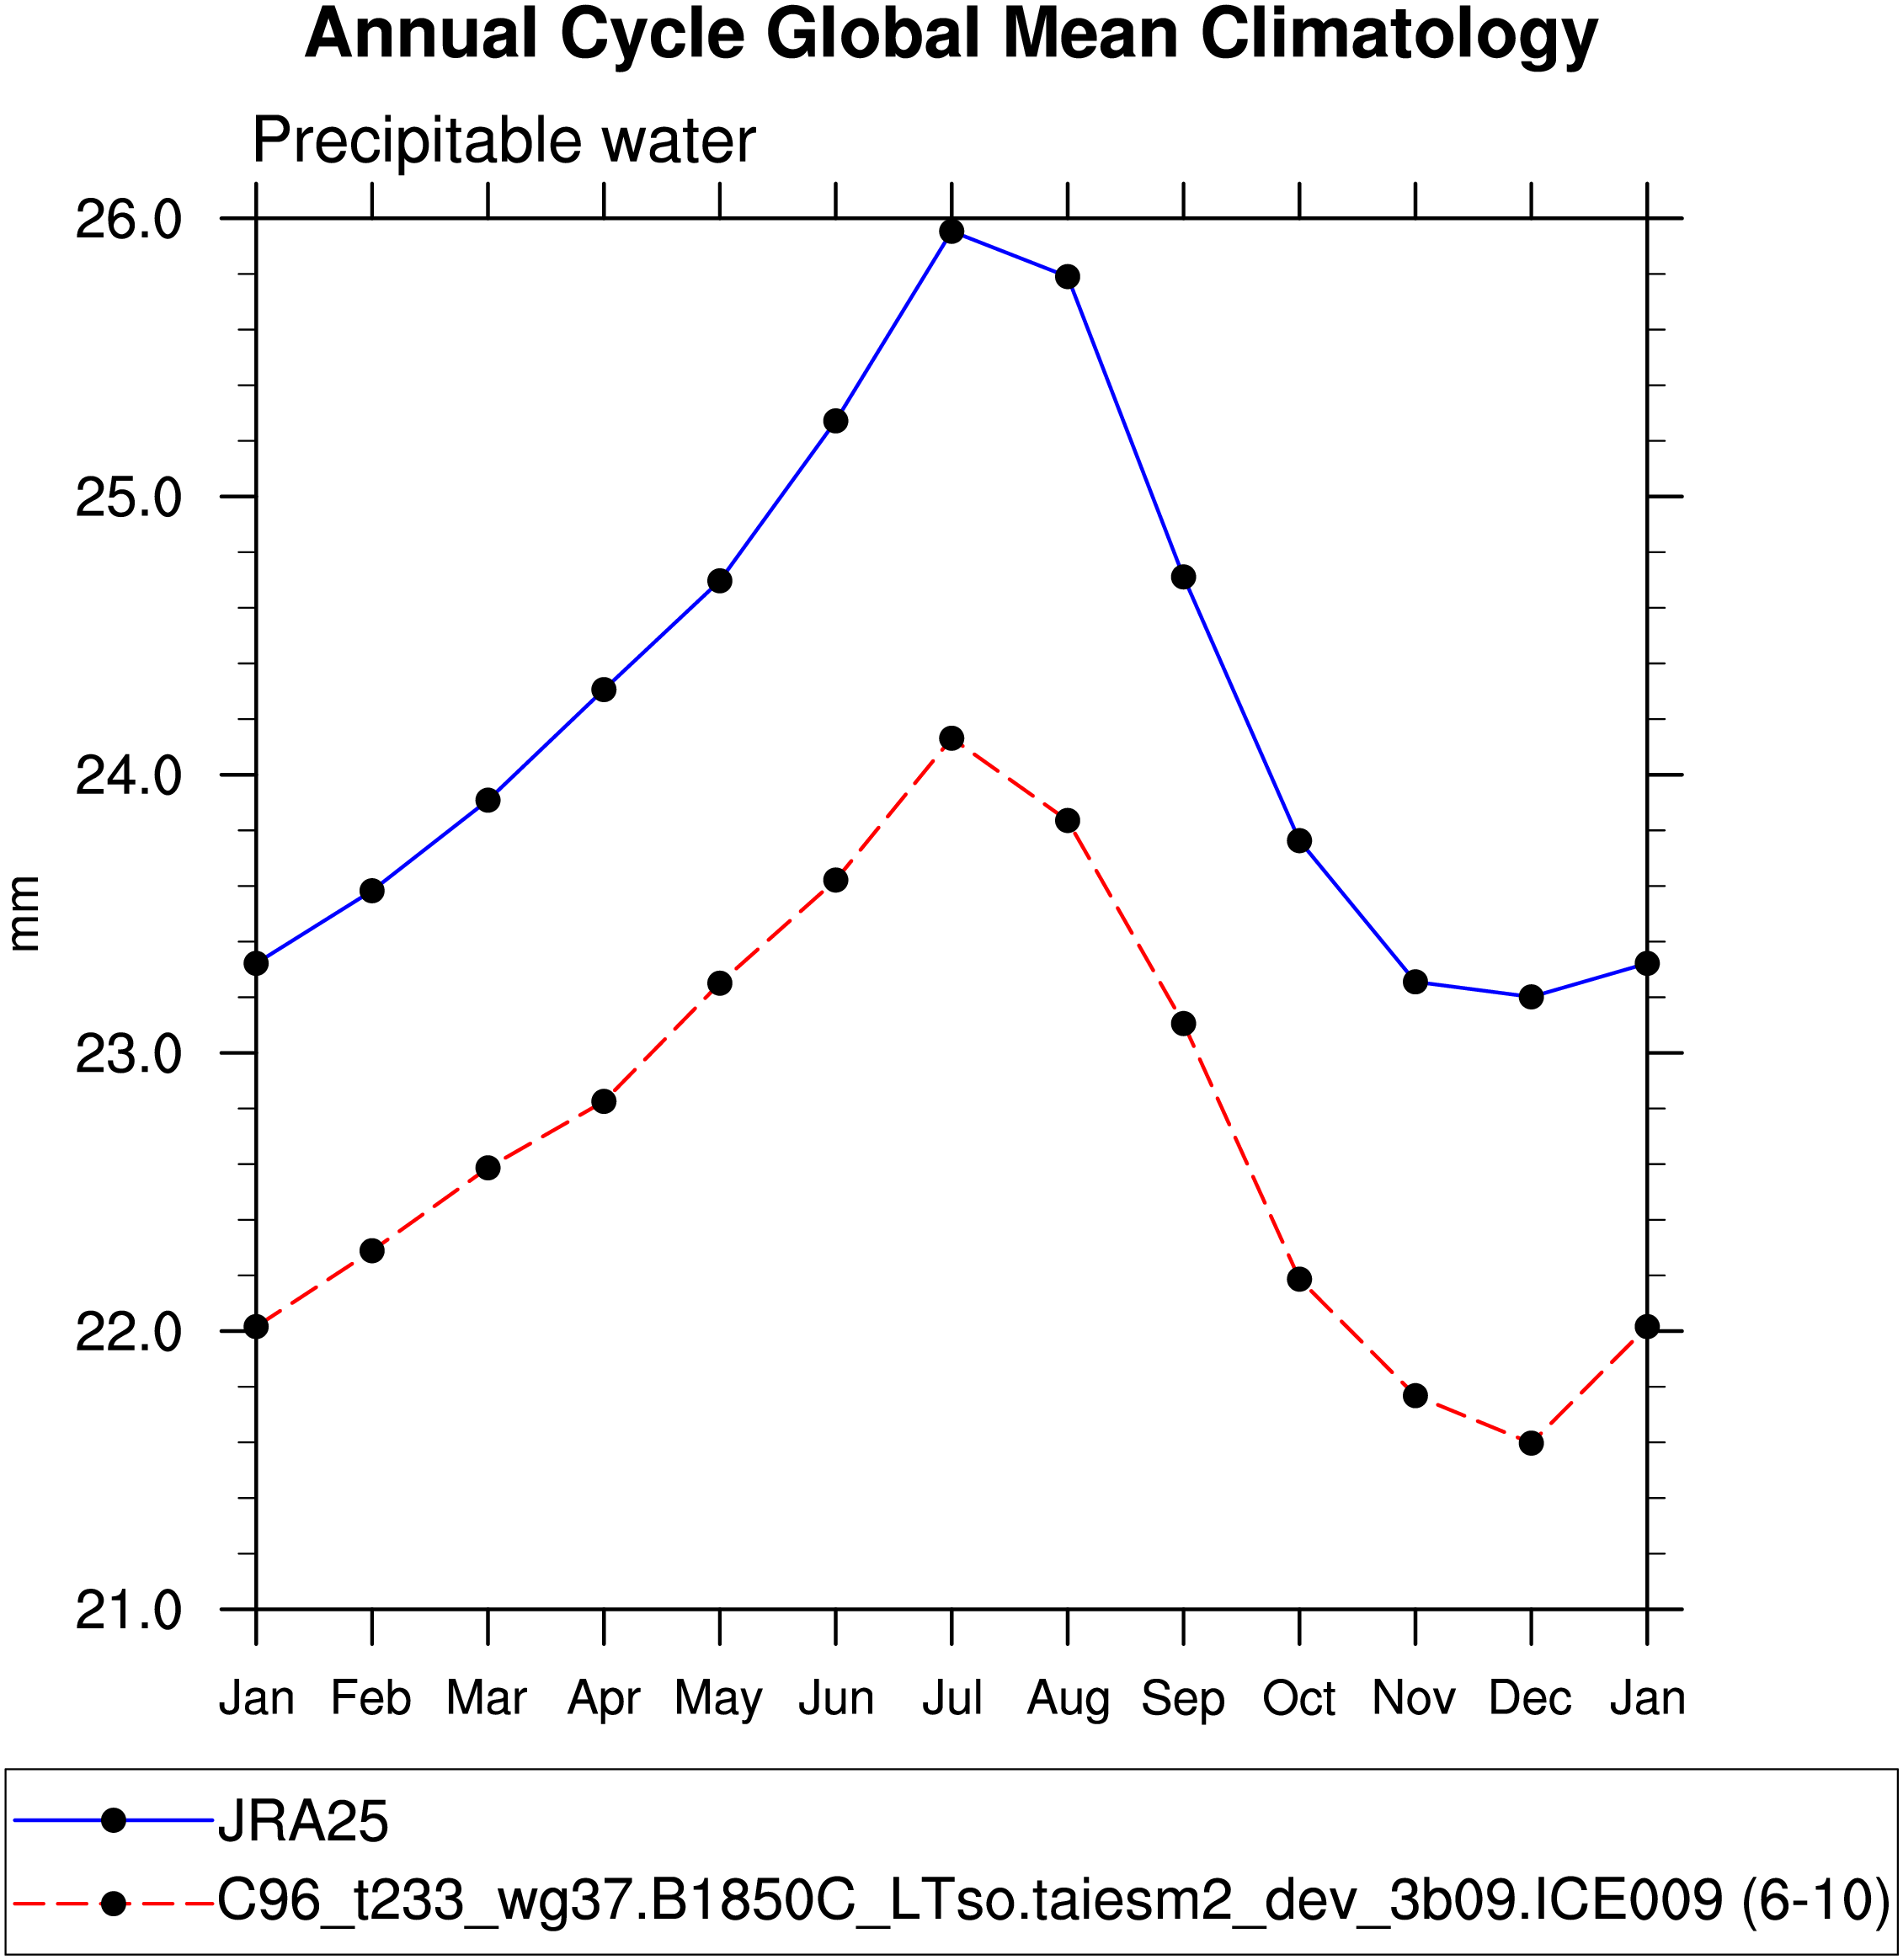 Annual Cycle Global Mean Climatology
Precipitable water
26.0
25.0
24.0
23.0
22.0
21.0
mm
Jan Feb Mar Apr May Jun Jul Aug Sep Oct Nov Dec Jan
JRA25
C96_t233_wg37.B1850C_LTso.taiesm2_dev_3b09.ICE009 (6-10)